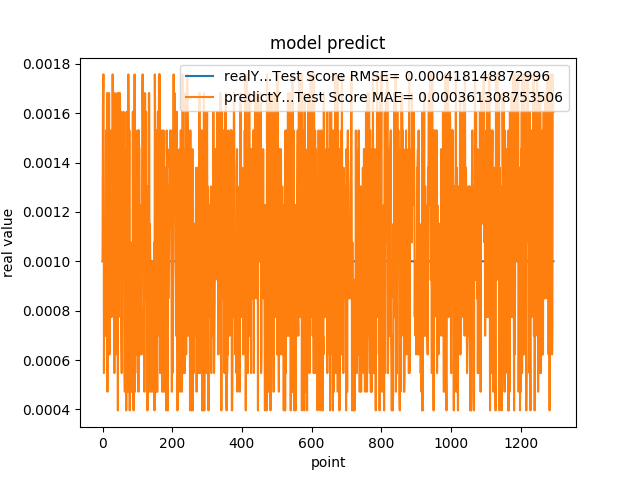 model predict
realY...Test Score RMSE= 0.000418148872996
predictY...Test Score MAE= 0.000361308753506
0.0018
0.0016
0.0014
0.0012
0.0010
0.0008
0.0006
0.0004
real value
0 200 400 600 800 1000 1200
point